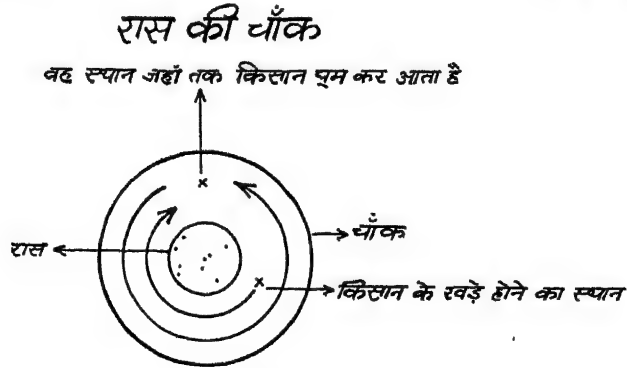 रास की चाँक
वह स्थान जहाँ तक किसान घूम कर आता है
चाँक
रास
किसान के खड़े होने का स्थान